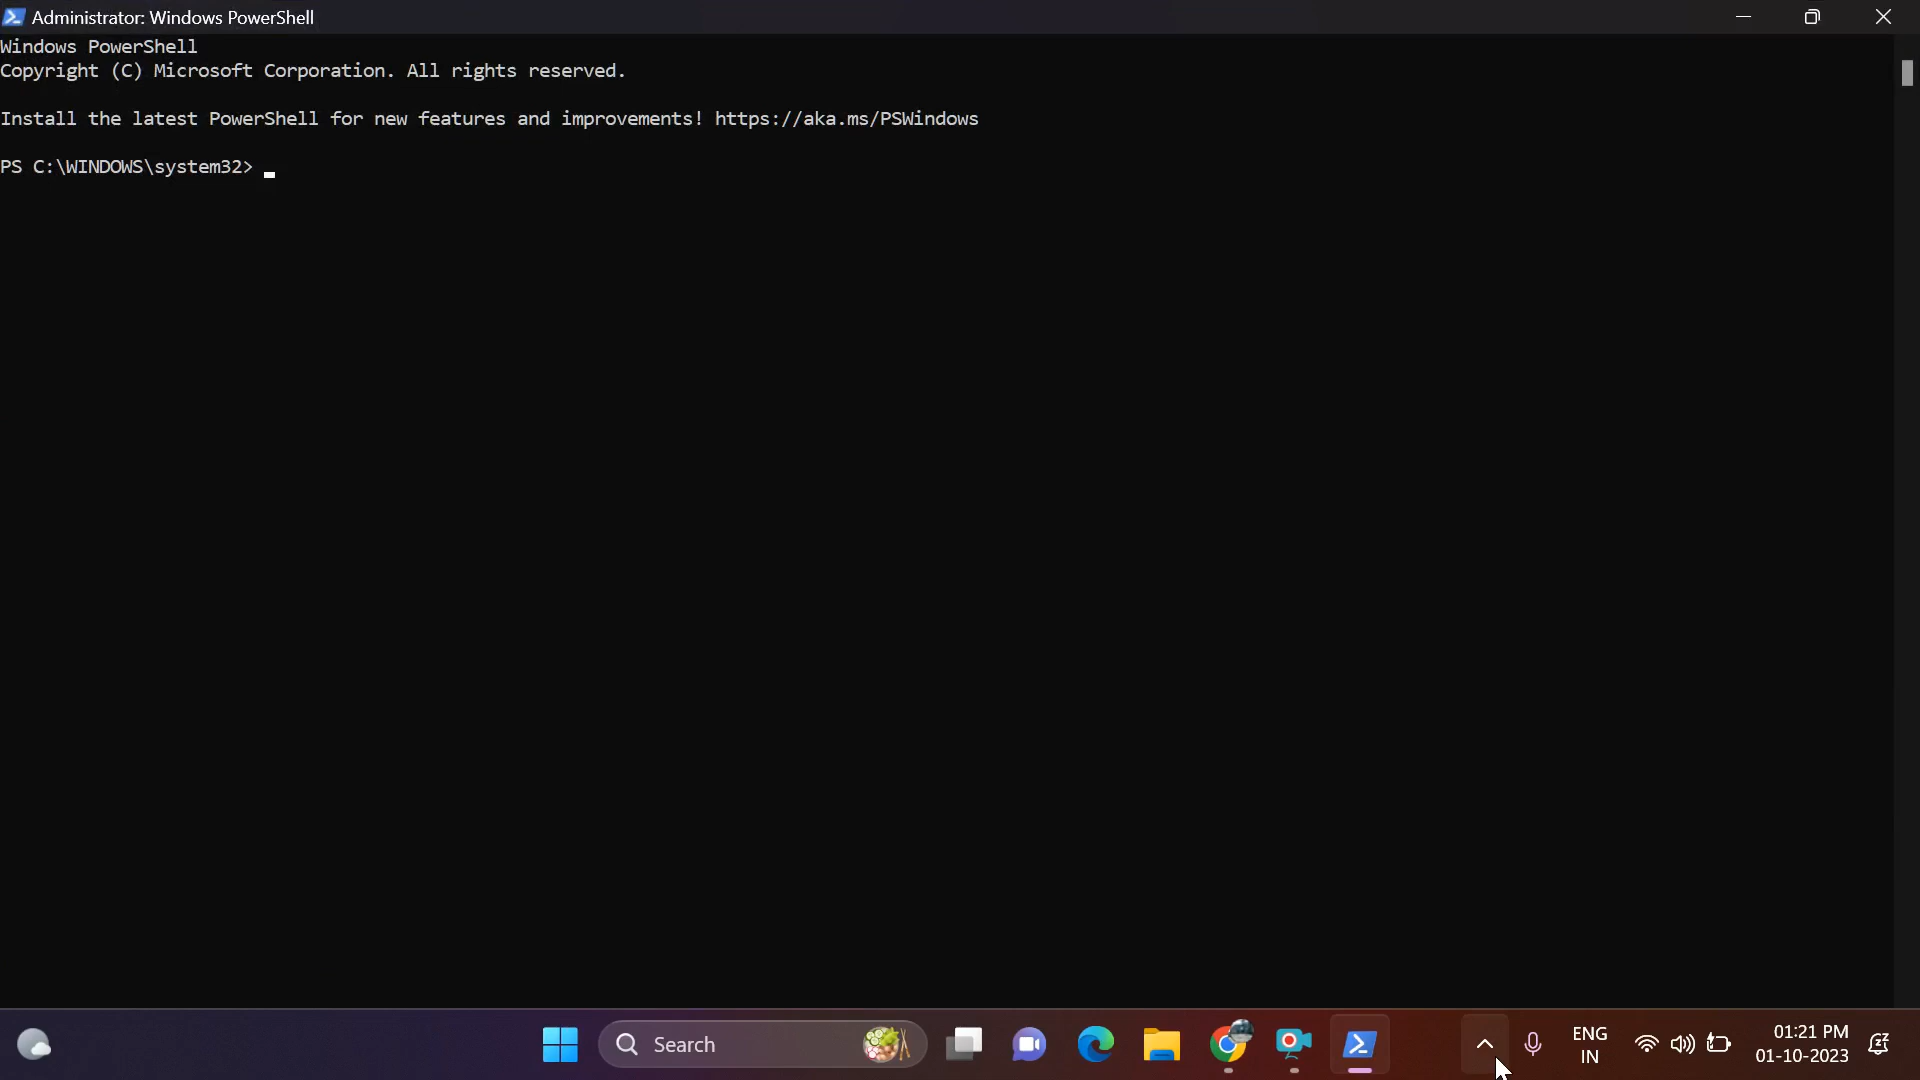 Administrator: Windows PowerShell
Windows PowerShell
Copyright (C) Microsoft Corporation. All rights reserved.
Install the latest PowerShell for new features and improvements! https://aka.ms/PSWindows
PS C:\WINDOWS\system32>
Search
ENG
IN
01:21 PM
01-10-2023